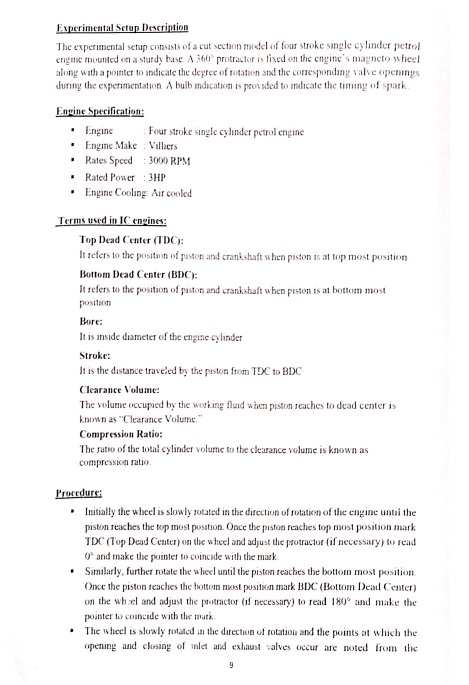 Experimental Setup Description
The experimental setup consists of a cut section model of four stroke single cylinder petrol
engine mounted on a sturdy base. A 360° protractor is fixed on the engine's magneto wheel
along with a pointer to indicate the degree of rotation and the corresponding valve openings
during the experimentation. A bulb indication is provided to indicate the timing of spark.
Engine Specification:
▪ Engine : Four stroke single cylinder petrol engine
▪ Engine Make : Villiers
▪ Rates Speed : 3000 RPM
▪ Rated Power : 3HP
▪ Engine Cooling: Air cooled
Terms used in IC engines:
Top Dead Center (TDC):
It refers to the position of piston and crankshaft when piston is at top most position
Bottom Dead Center (BDC):
It refers to the position of piston and crankshaft when piston is at bottom most
position
Bore:
It is inside diameter of the engine cylinder
Stroke:
It is the distance traveled by the piston from TDC to BDC
Clearance Volume:
The volume occupied by the working fluid when piston reaches to dead center is
known as "Clearance Volume."
Compression Ratio:
The ratio of the total cylinder volume to the clearance volume is known as
compression ratio.
Procedure:
▪ Initially the wheel is slowly rotated in the direction of rotation of the engine until the
piston reaches the top most position. Once the piston reaches top most position mark
TDC (Top Dead Center) on the wheel and adjust the protractor (if necessary) to read
0° and make the pointer to coincide with the mark.
▪ Similarly, further rotate the wheel until the piston reaches the bottom most position.
Once the piston reaches the bottom most position mark BDC (Bottom Dead Center)
on the wheel and adjust the protractor (if necessary) to read 180° and make the
pointer to coincide with the mark.
▪ The wheel is slowly rotated in the direction of rotation and the points at which the
opening and closing of inlet and exhaust valves occur are noted from the
9